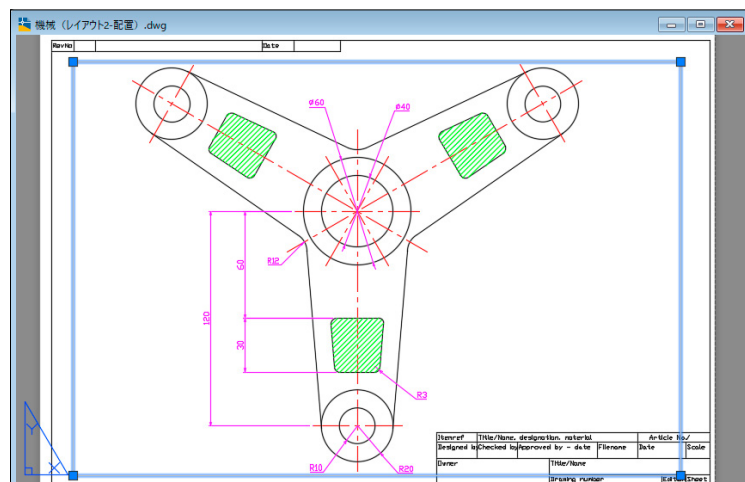 機械（レイアウト2-配置）.dwg
RevNo Date
ø60
ø40
R12
60
120
30
R3
R10 R20
Itemref Title/Name, designation, material Article No/
Designed b Checked by Approved by - date Filename Date Scale
Owner Title/Name
Drawing number Editor Sheet
Y
X